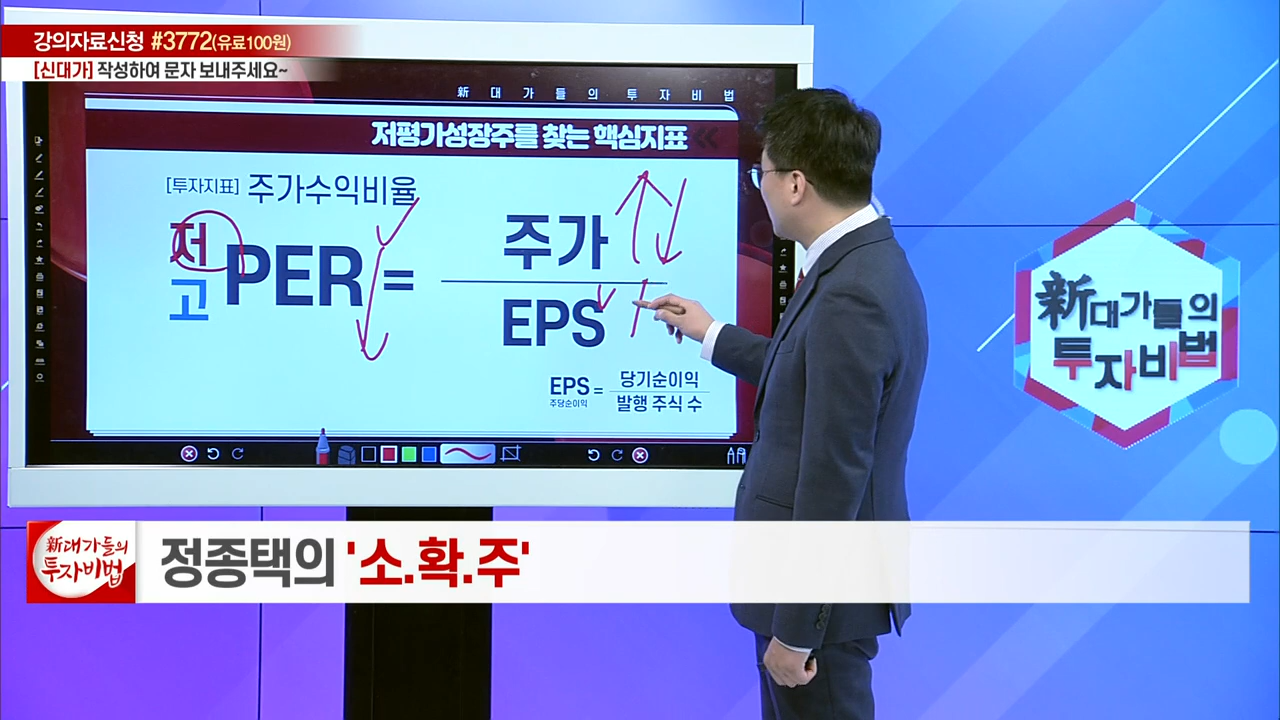 강의자료신청 #3772(유료100원)
[신대가] 작성하여 문자 보내주세요~
新대가들의투자비법
저평가성장주를 찾는 핵심지표
[투자지표] 주가수익비율
저
고
PER =
주가
EPS
EPS =
주당순이익
당기순이익
발행 주식 수
新대가들의
투자비법
新대가들의
투자비법
정종택의 '소.확.주'